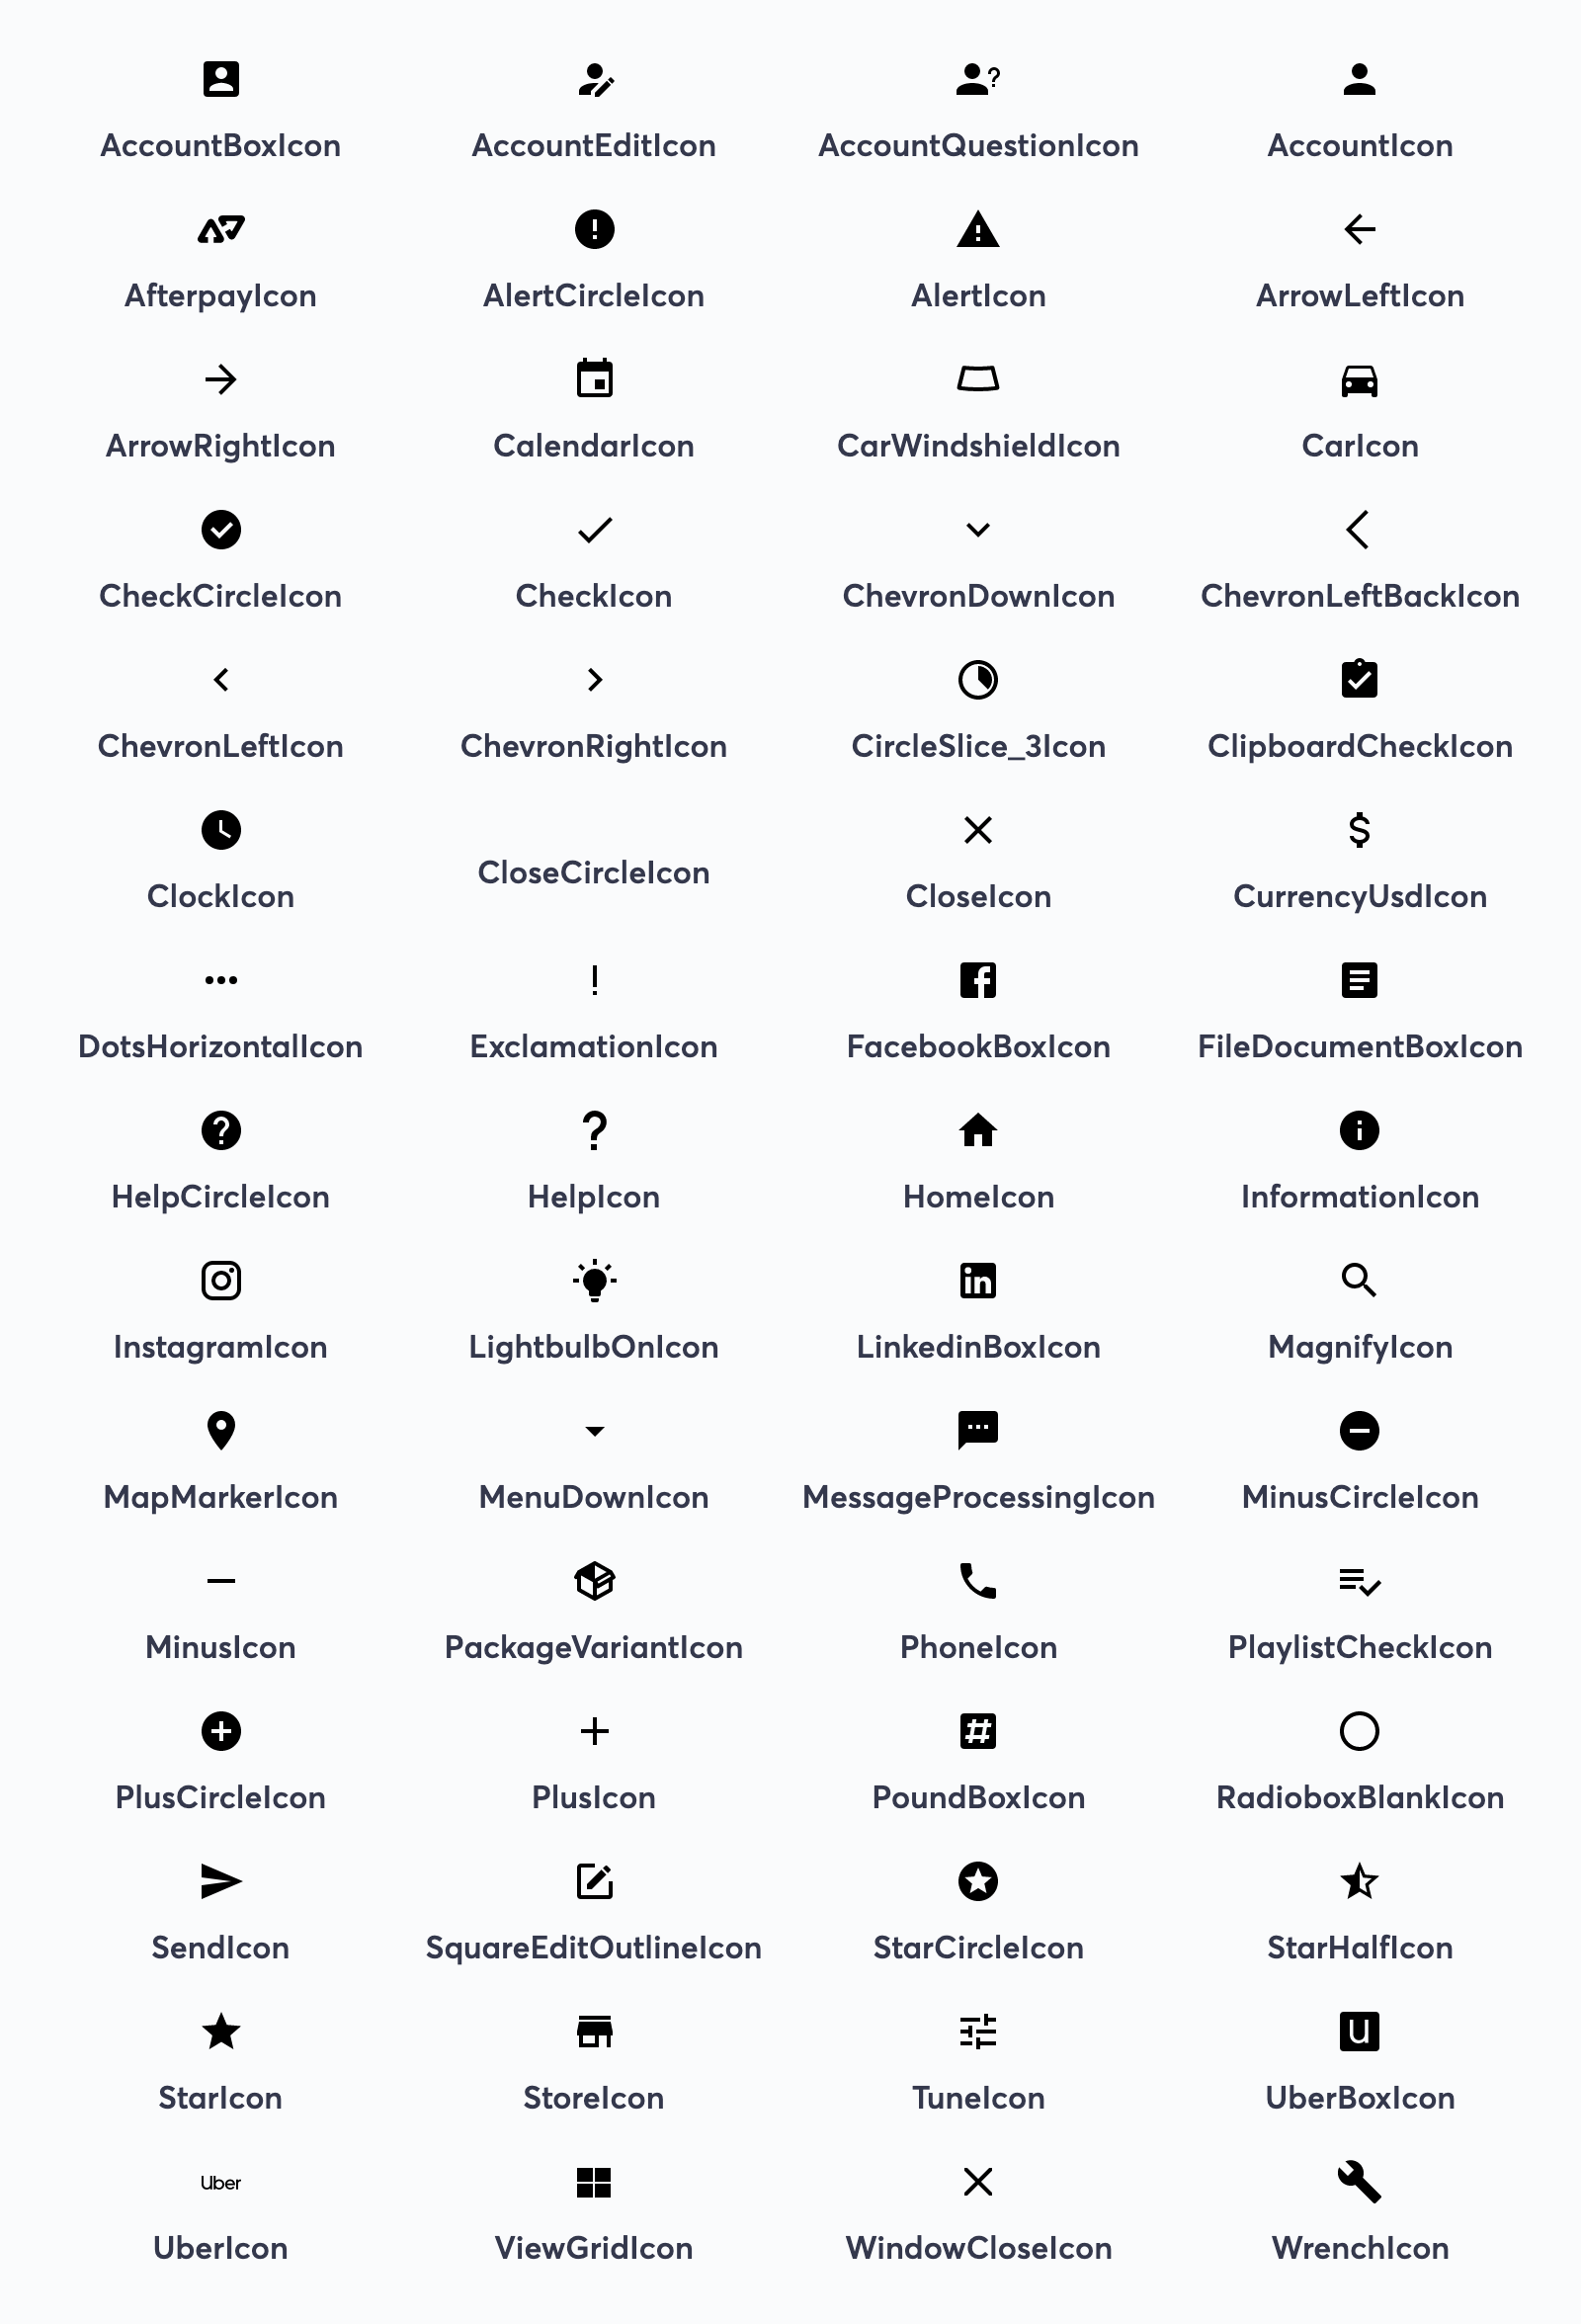 AccountBoxIcon AccountEditIcon AccountQuestionIcon AccountIcon
AfterpayIcon AlertCircleIcon AlertIcon ArrowLeftIcon
ArrowRightIcon CalendarIcon CarWindshieldIcon CarIcon
CheckCircleIcon CheckIcon ChevronDownIcon ChevronLeftBackIcon
ChevronLeftIcon ChevronRightIcon CircleSlice_3Icon ClipboardCheckIcon
ClockIcon CloseCircleIcon CloseIcon CurrencyUsdIcon
DotsHorizontalIcon ExclamationIcon FacebookBoxIcon FileDocumentBoxIcon
HelpCircleIcon HelpIcon HomeIcon InformationIcon
InstagramIcon LightbulbOnIcon LinkedinBoxIcon MagnifyIcon
MapMarkerIcon MenuDownIcon MessageProcessingIcon MinusCircleIcon
MinusIcon PackageVariantIcon PhoneIcon PlaylistCheckIcon
PlusCircleIcon PlusIcon PoundBoxIcon RadioboxBlankIcon
SendIcon SquareEditOutlineIcon StarCircleIcon StarHalfIcon
StarIcon StoreIcon TuneIcon UberBoxIcon
Uber
UberIcon ViewGridIcon WindowCloseIcon WrenchIcon